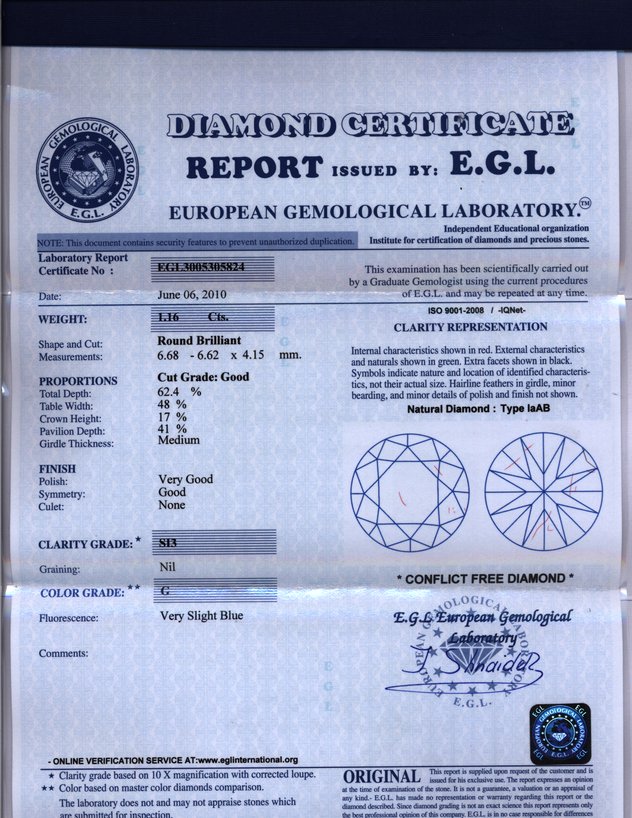 DIAMOND CERTIFICATE
REPORT ISSUED BY: E.G.L.
EUROPEAN GEMOLOGICAL LABORATORY.™
EUROPEAN GEMOLOGICAL LABORATORY
E.G.L.
Independent Educational organization
Institute for certification of diamonds and precious stones.
NOTE: This document contains security features to prevent unauthorized duplication.
Laboratory Report
Certificate No : EGL3005305824
Date: June 06, 2010
WEIGHT: 1.16 Cts.
Shape and Cut: Round Brilliant
Measurements: 6.68 - 6.62 x 4.15 mm.
PROPORTIONS Cut Grade: Good
Total Depth: 62.4 %
Table Width: 48 %
Crown Height: 17 %
Pavilion Depth: 41 %
Girdle Thickness: Medium
FINISH
Polish: Very Good
Symmetry: Good
Culet: None
CLARITY GRADE: * SI3
Graining: Nil
COLOR GRADE: ** G
Fluorescence: Very Slight Blue
Comments:
- ONLINE VERIFICATION SERVICE AT:www.eglinternational.org
★ Clarity grade based on 10 X magnification with corrected loupe.
★★ Color based on master color diamonds comparison.
The laboratory does not and may not appraise stones which
are submitted for inspection.
This examination has been scientifically carried out
by a Graduate Gemologist using the current procedures
of E.G.L. and may be repeated at any time.
ISO 9001-2008 / -IQNet-
CLARITY REPRESENTATION
Internal characteristics shown in red. External characteristics
and naturals shown in green. Extra facets shown in black.
Symbols indicate nature and location of identified characteris-
tics, not their actual size. Hairline feathers in girdle, minor
bearding, and minor details of polish and finish not shown.
Natural Diamond : Type IaAB
* CONFLICT FREE DIAMOND *
E.G.L European Gemological
Laboratory
EUROPEAN GEMOLOGICAL LABORATORY
E.G.L.
EGL EGL
EUROPEAN GEMOLOGICAL LABORATORY
E.G.L.
EGL EGL
ORIGINAL This report is supplied upon request of the customer and is
issued for his exclusive use. The report expresses an opinion
at the time of examination of the stone. It is not a guarantee, a valuation or an appraisal of
any kind.- E.G.L. has made no representation or warranty regarding this report or the
diamond described. Since diamond grading is not an exact science this report represents only
the best professional opinion of this company. E.G.L. is in no case responsible for differences